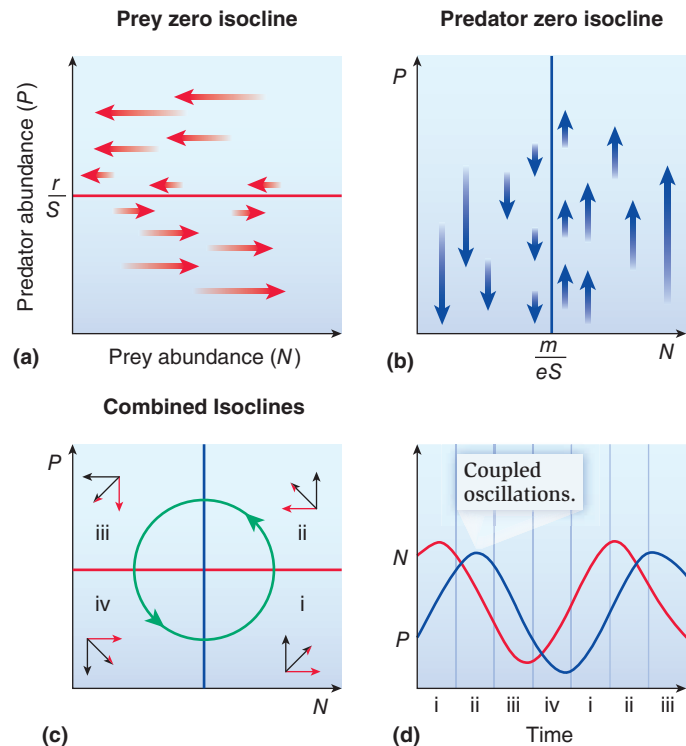 Prey zero isocline
Predator abundance (P)
r
S
(a)
Prey abundance (N)
Predator zero isocline
P
(b)
m
eS
N
Combined Isoclines
P
iii
ii
iv
i
(c)
N
Coupled
oscillations.
N
P
i ii iii iv i ii iii
(d)
Time